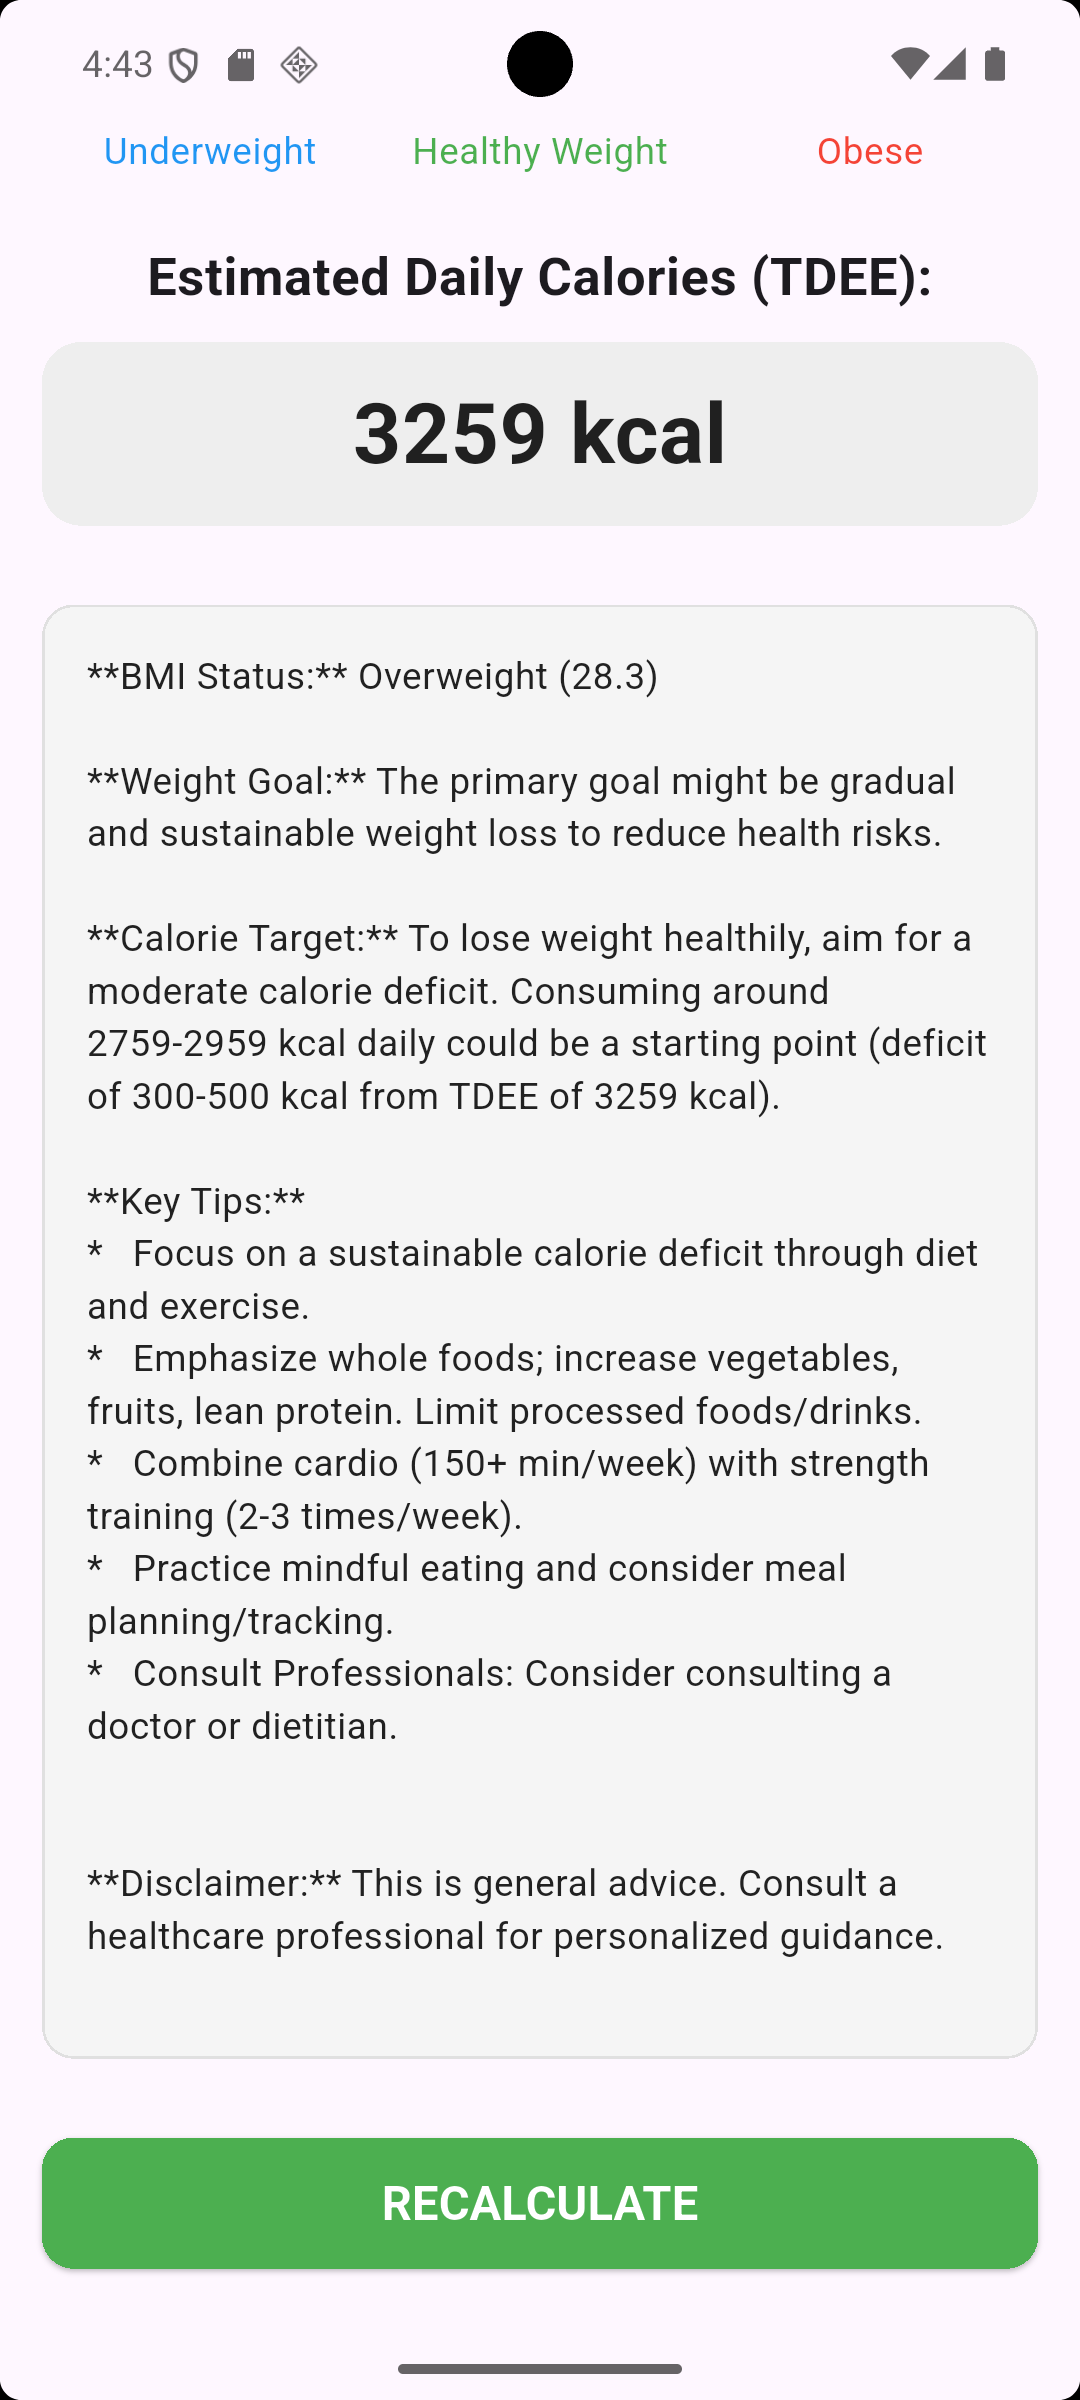 4:43
Underweight Healthy Weight Obese
Estimated Daily Calories (TDEE):
3259 kcal
**BMI Status:** Overweight (28.3)
**Weight Goal:** The primary goal might be gradual
and sustainable weight loss to reduce health risks.
**Calorie Target:** To lose weight healthily, aim for a
moderate calorie deficit. Consuming around
2759-2959 kcal daily could be a starting point (deficit
of 300-500 kcal from TDEE of 3259 kcal).
**Key Tips:**
*   Focus on a sustainable calorie deficit through diet
and exercise.
*   Emphasize whole foods; increase vegetables,
fruits, lean protein. Limit processed foods/drinks.
*   Combine cardio (150+ min/week) with strength
training (2-3 times/week).
*   Practice mindful eating and consider meal
planning/tracking.
*   Consult Professionals: Consider consulting a
doctor or dietitian.
**Disclaimer:** This is general advice. Consult a
healthcare professional for personalized guidance.
RECALCULATE